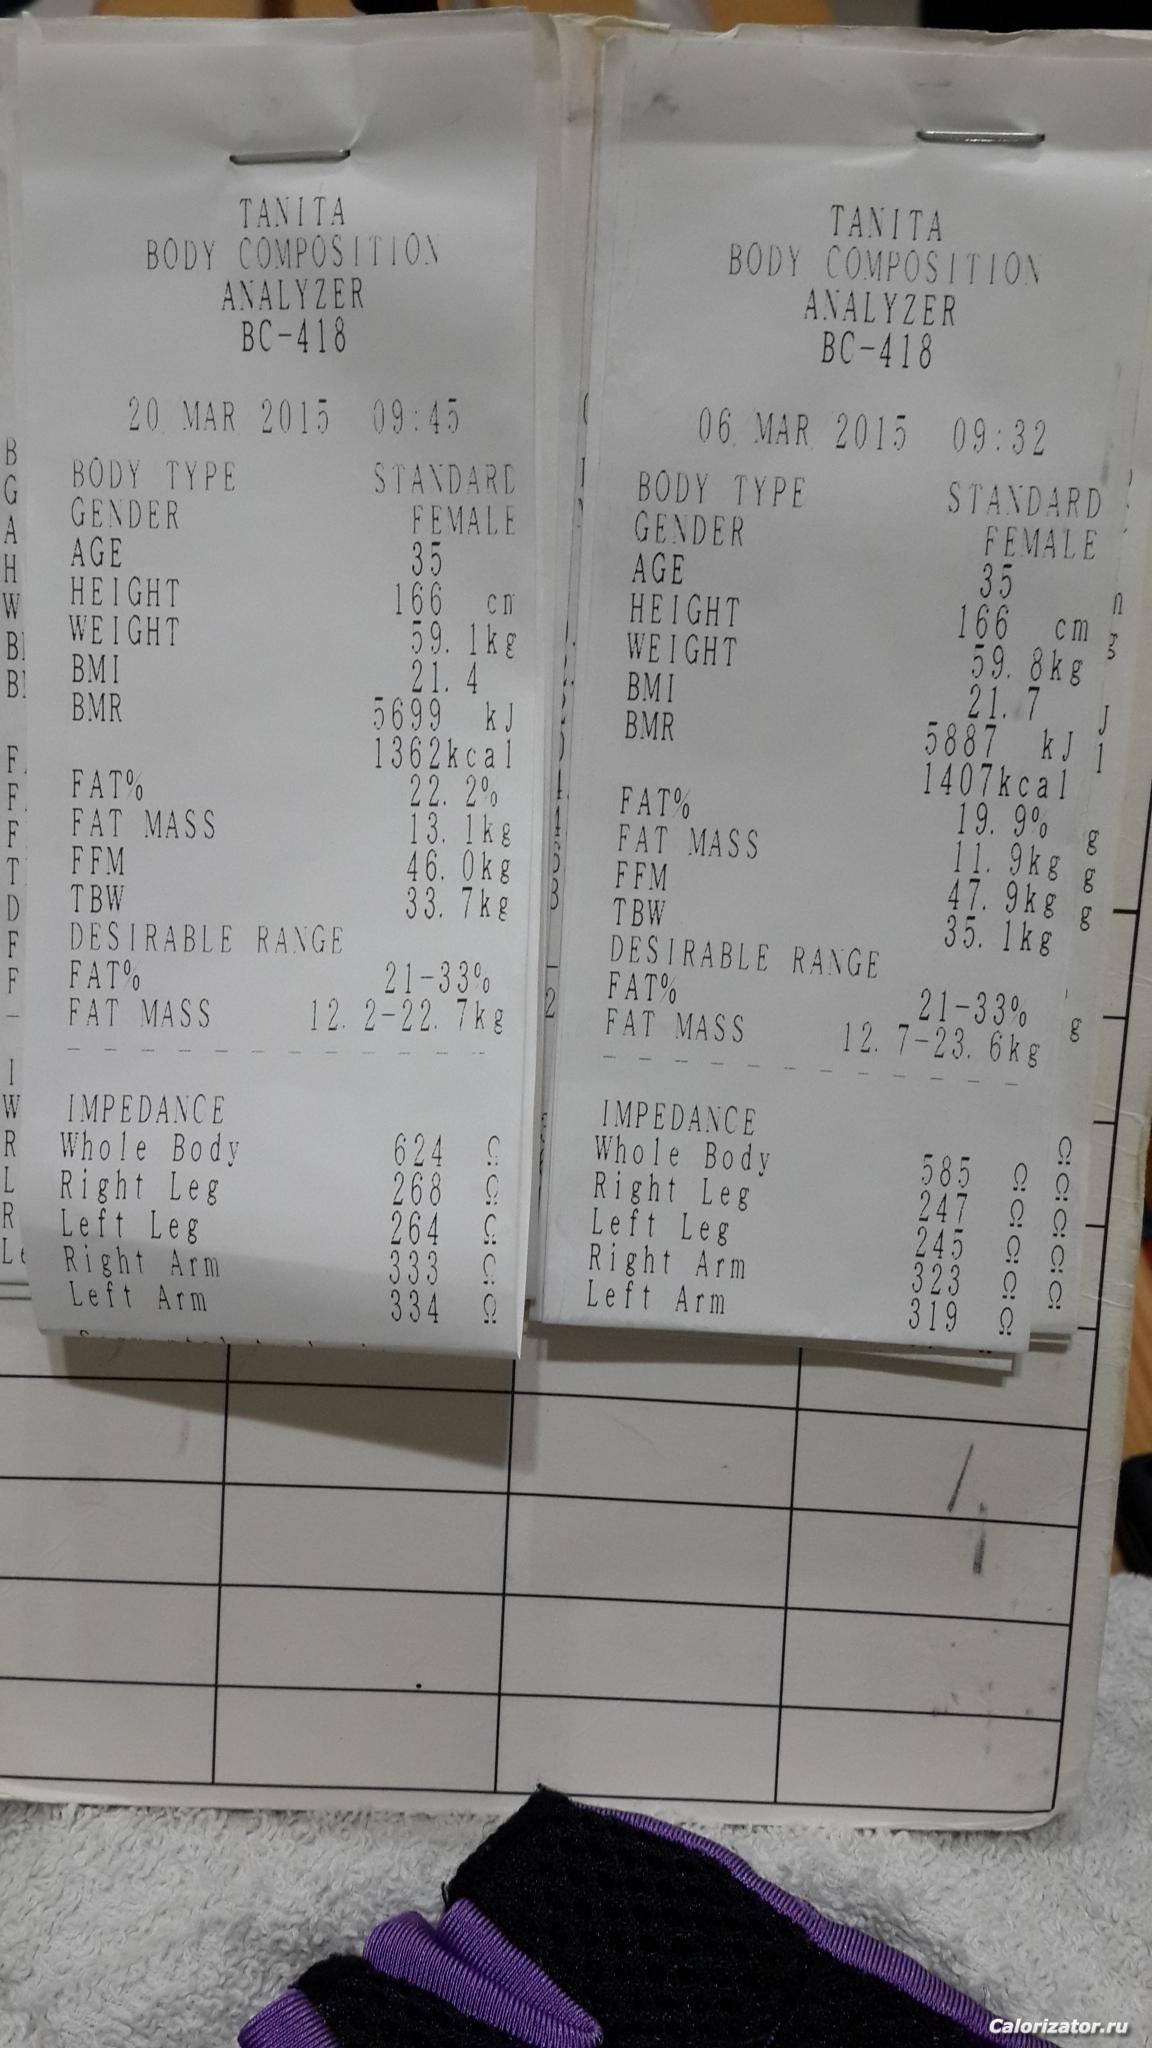 TANITA
BODY COMPOSITION
ANALYZER
BC-418
20 MAR 2015 09:45
BODY TYPE STANDARD
GENDER FEMALE
AGE 35
HEIGHT 166 cm
WEIGHT 59.1kg
BMI 21.4
BMR 5699 kJ
1362kcal
FAT% 22.2%
FAT MASS 13.1kg
FFM 46.0kg
TBW 33.7kg
DESIRABLE RANGE
FAT% 21-33%
FAT MASS 12.2-22.7kg
IMPEDANCE
Whole Body 624 Ω
Right Leg 268 Ω
Left Leg 264 Ω
Right Arm 333 Ω
Left Arm 334 Ω
TANITA
BODY COMPOSITION
ANALYZER
BC-418
06 MAR 2015 09:32
BODY TYPE STANDARD
GENDER FEMALE
AGE 35
HEIGHT 166 cm
WEIGHT 59.8kg
BMI 21.7
BMR 5887 kJ
1407kcal
FAT% 19.9%
FAT MASS 11.9kg
FFM 47.9kg
TBW 35.1kg
DESIRABLE RANGE
FAT% 21-33%
FAT MASS 12.7-23.6kg
IMPEDANCE
Whole Body 585 Ω
Right Leg 247 Ω
Left Leg 245 Ω
Right Arm 323 Ω
Left Arm 319 Ω
Calorizator.ru